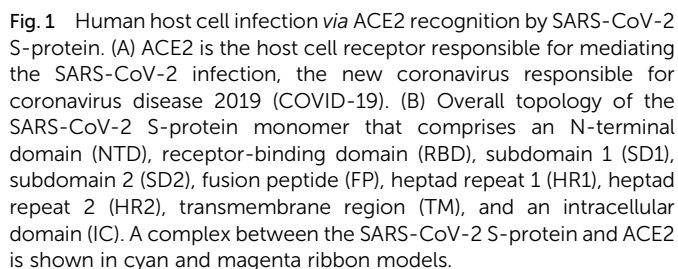 Fig. 1 Human host cell infection via ACE2 recognition by SARS-CoV-2
S-protein. (A) ACE2 is the host cell receptor responsible for mediating
the SARS-CoV-2 infection, the new coronavirus responsible for
coronavirus disease 2019 (COVID-19). (B) Overall topology of the
SARS-CoV-2 S-protein monomer that comprises an N-terminal
domain (NTD), receptor-binding domain (RBD), subdomain 1 (SD1),
subdomain 2 (SD2), fusion peptide (FP), heptad repeat 1 (HR1), heptad
repeat 2 (HR2), transmembrane region (TM), and an intracellular
domain (IC). A complex between the SARS-CoV-2 S-protein and ACE2
is shown in cyan and magenta ribbon models.